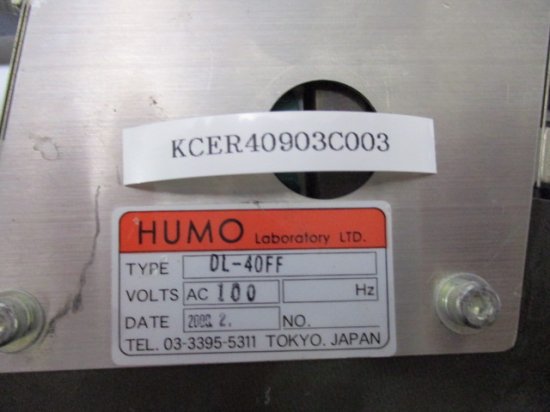 KCER40903C003
HUMO Laboratory LTD.
TYPE DL-40FF
VOLTS AC 100 Hz
DATE 2. NO.
TEL. 03-3395-5311 TOKYO. JAPAN